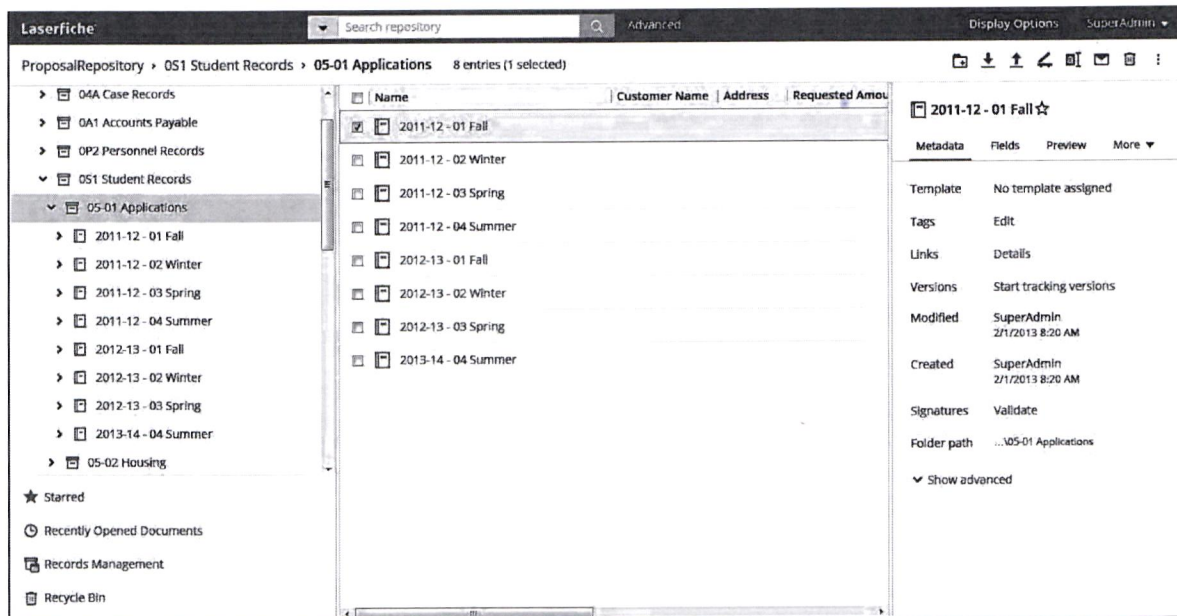 Laserfiche
Search repository
Advanced
Display Options
SuperAdmin
ProposalRepository › 0S1 Student Records › 05-01 Applications 8 entries (1 selected)
04A Case Records
0A1 Accounts Payable
0P2 Personnel Records
0S1 Student Records
05-01 Applications
2011-12 - 01 Fall
2011-12 - 02 Winter
2011-12 - 03 Spring
2011-12 - 04 Summer
2012-13 - 01 Fall
2012-13 - 02 Winter
2012-13 - 03 Spring
2013-14 - 04 Summer
05-02 Housing
Starred
Recently Opened Documents
Records Management
Recycle Bin
Name Customer Name Address Requested Amou
2011-12 - 01 Fall
2011-12 - 02 Winter
2011-12 - 03 Spring
2011-12 - 04 Summer
2012-13 - 01 Fall
2012-13 - 02 Winter
2012-13 - 03 Spring
2013-14 - 04 Summer
2011-12 - 01 Fall
Metadata Fields Preview More
Template No template assigned
Tags Edit
Links Details
Versions Start tracking versions
Modified SuperAdmin
2/1/2013 8:20 AM
Created SuperAdmin
2/1/2013 8:20 AM
Signatures Validate
Folder path ...\05-01 Applications
Show advanced